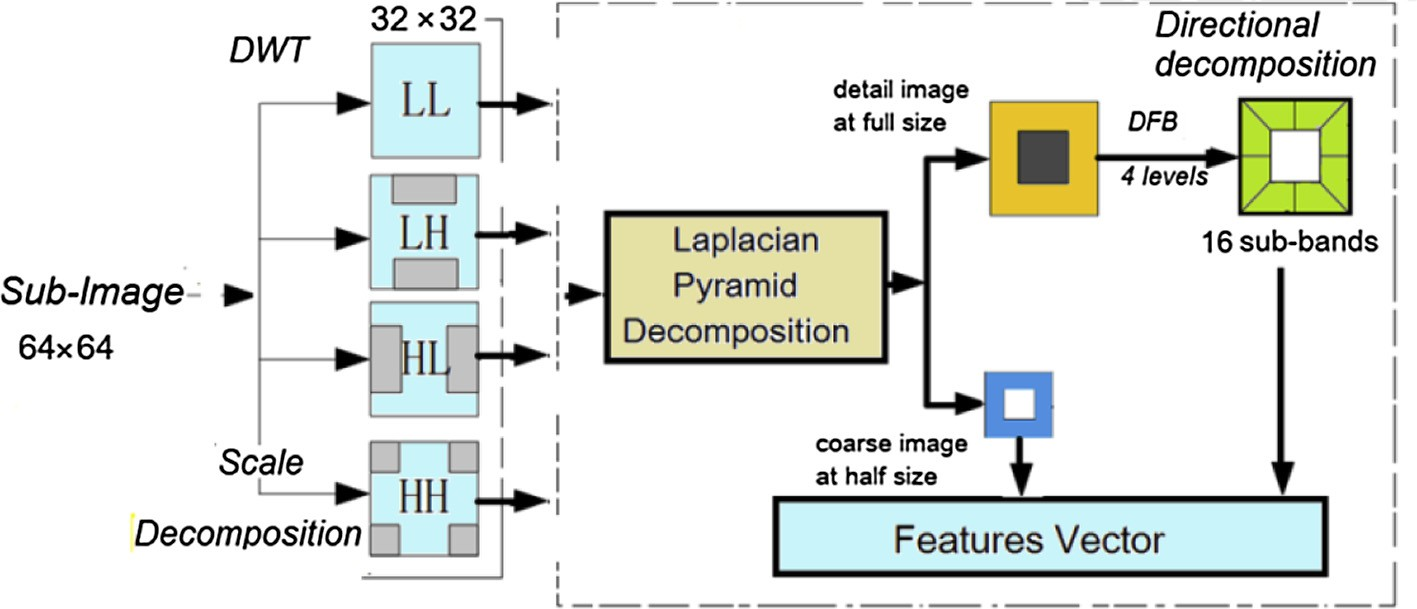 32×32
DWT
LL
LH
Sub-Image
64×64
HL
Scale
HH
Decomposition
Laplacian
Pyramid
Decomposition
detail image
at full size
DFB
4 levels
Directional
decomposition
16 sub-bands
coarse image
at half size
Features Vector